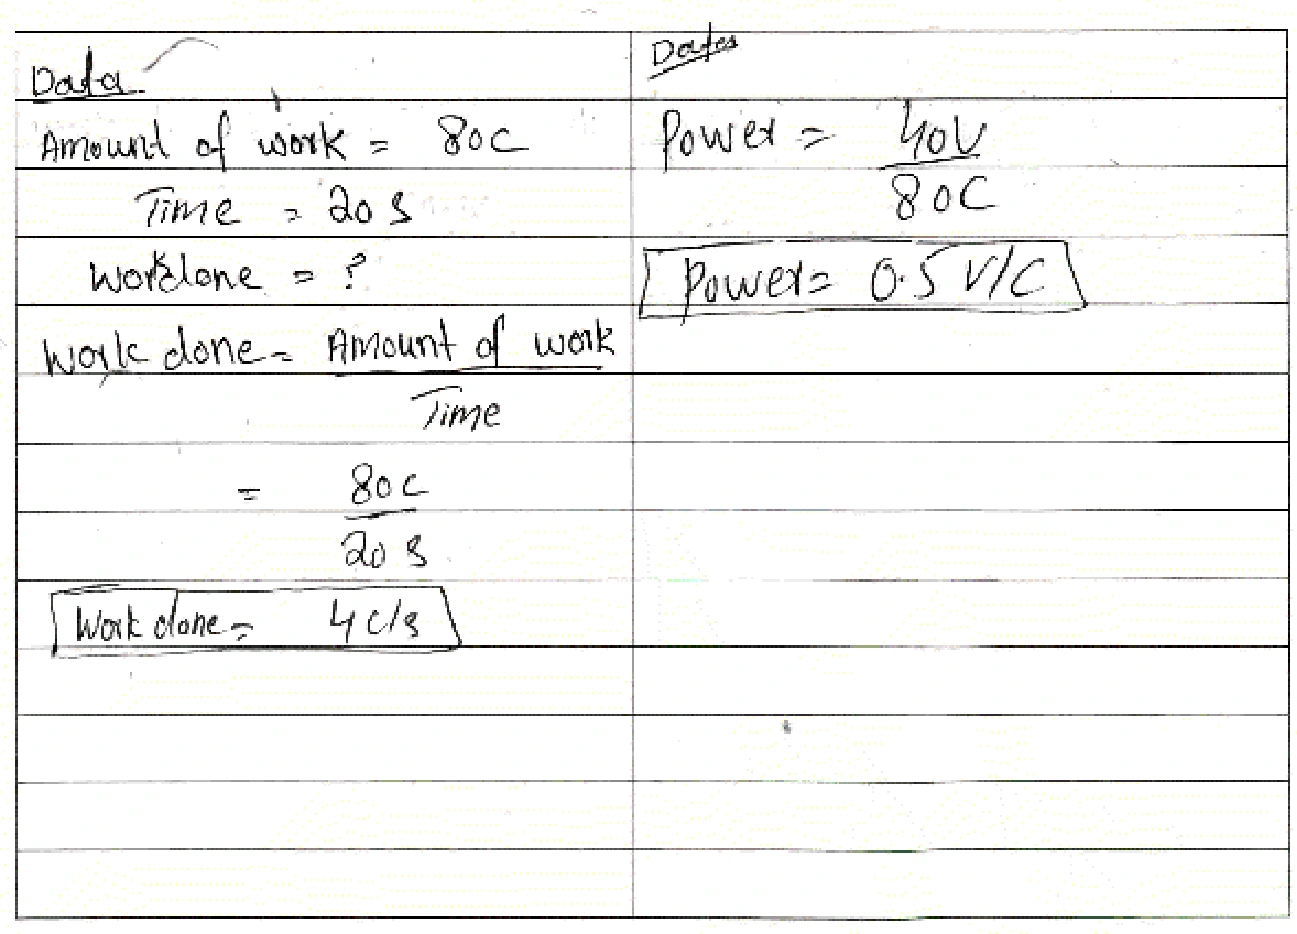 Data
Amount of work = 80C
Time = 20 s
Workdone = ?
Work done = Amount of work
Time
= 80C
20 s
Work done = 4 C/s
Data
Power = 40V
80C
Power = 0.5 V/C